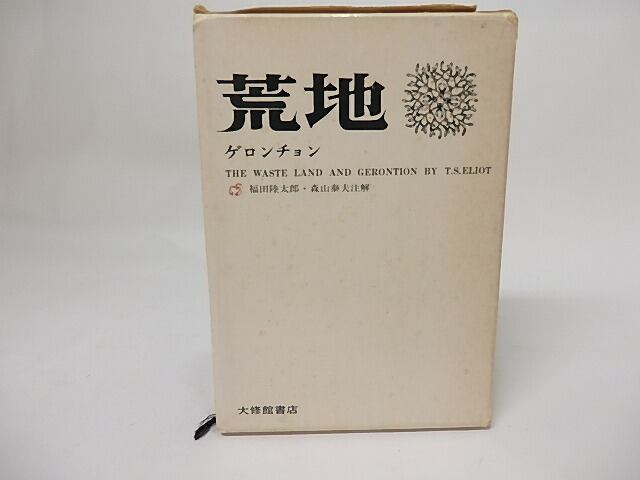 荒地
ゲロンチョン
THE WASTE LAND AND GERONTION BY T.S.ELIOT
福田陸太郎・森山泰夫注解
大修館書店